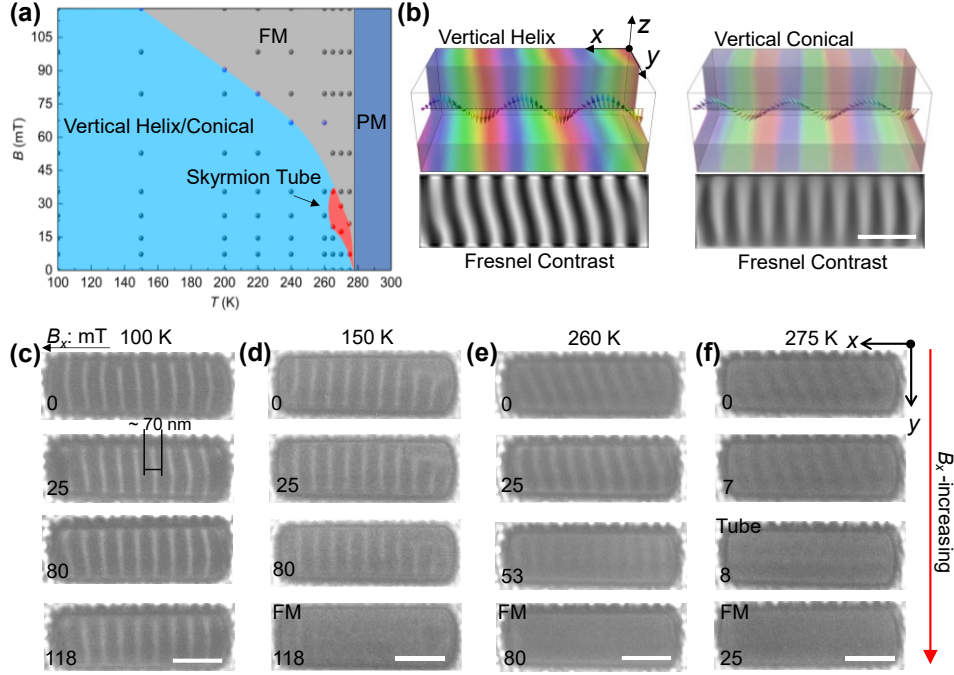 (a)
105
90
75
60
45
30
15
0
B (mT)
FM
PM
Vertical Helix/Conical
Skyrmion Tube
100 120 140 160 180 200 220 240 260 280 300
T (K)
(b)
Vertical Helix
x
z
y
Vertical Conical
Fresnel Contrast
Fresnel Contrast
(c)
Bₓ: mT
100 K
0
~ 70 nm
25
80
118
(d)
150 K
0
25
80
FM
118
(e)
260 K
0
25
53
FM
80
(f)
275 K
x
y
0
7
Tube
8
FM
25
Bₓ-increasing